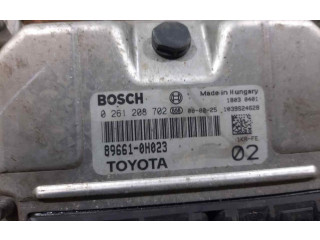 BOSCH
Made in Hungary
0 261 208 702
89661-0H023
TOYOTA
02